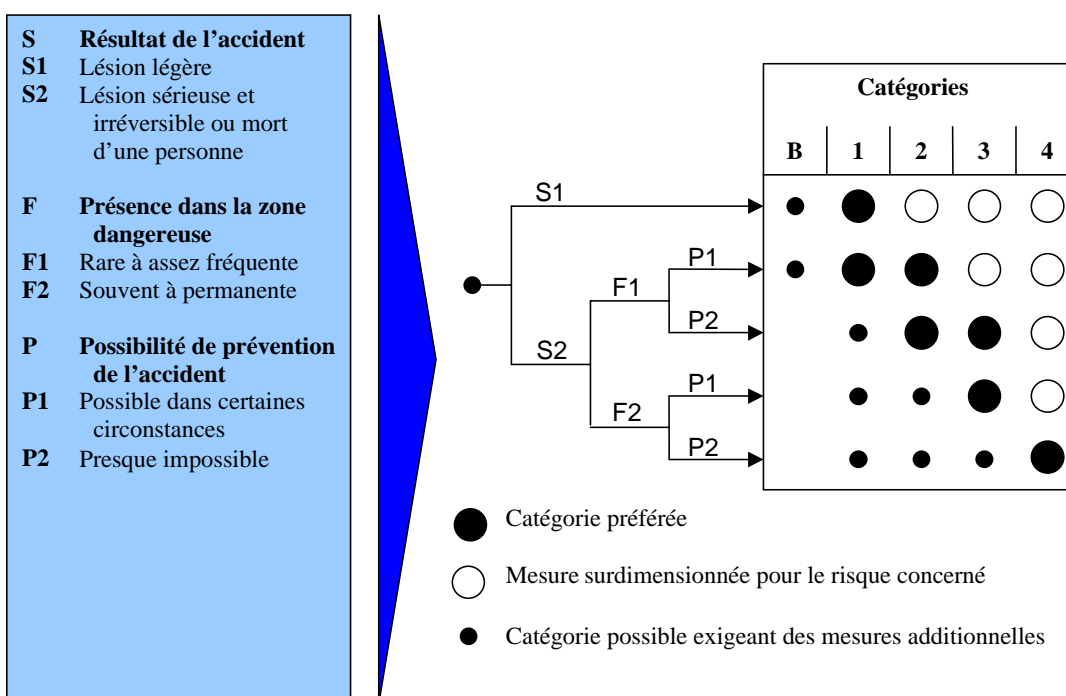 S Résultat de l’accident
S1 Lésion légère
S2 Lésion sérieuse et
irréversible ou mort
d’une personne
F Présence dans la zone
dangereuse
F1 Rare à assez fréquente
F2 Souvent à permanente
P Possibilité de prévention
de l’accident
P1 Possible dans certaines
circonstances
P2 Presque impossible
S1
S2
F1
F2
P1
P2
P1
P2
Catégories
B 1 2 3 4
Catégorie préférée
Mesure surdimensionnée pour le risque concerné
Catégorie possible exigeant des mesures additionnelles